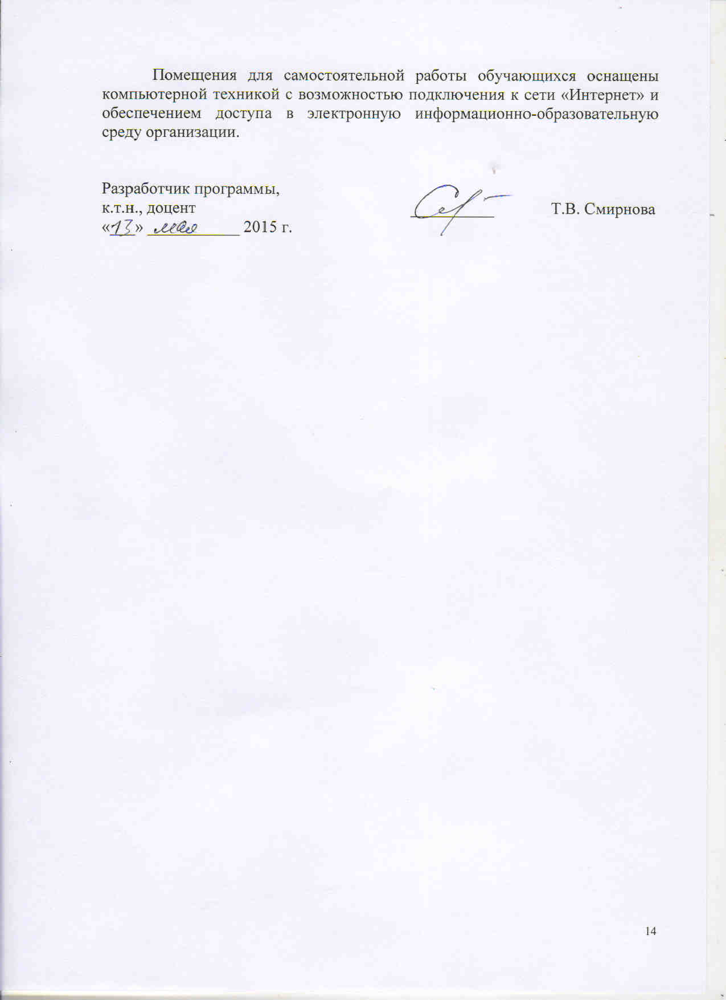 Помещения для самостоятельной работы обучающихся оснащены
компьютерной техникой с возможностью подключения к сети «Интернет» и
обеспечением доступа в электронную информационно-образовательную
среду организации.
Разработчик программы,
к.т.н., доцент Т.В. Смирнова
«13» мая 2015 г.
14